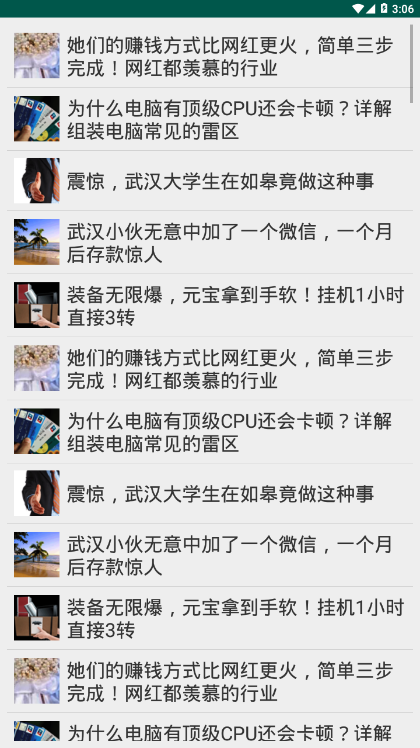 3:06
她们的赚钱方式比网红更火，简单三步
完成！网红都羡慕的行业
为什么电脑有顶级CPU还会卡顿？详解
组装电脑常见的雷区
震惊，武汉大学生在如皋竟做这种事
武汉小伙无意中加了一个微信，一个月
后存款惊人
装备无限爆，元宝拿到手软！挂机1小时
直接3转
她们的赚钱方式比网红更火，简单三步
完成！网红都羡慕的行业
为什么电脑有顶级CPU还会卡顿？详解
组装电脑常见的雷区
震惊，武汉大学生在如皋竟做这种事
武汉小伙无意中加了一个微信，一个月
后存款惊人
装备无限爆，元宝拿到手软！挂机1小时
直接3转
她们的赚钱方式比网红更火，简单三步
完成！网红都羡慕的行业
为什么电脑有顶级CPU还会卡顿？详解